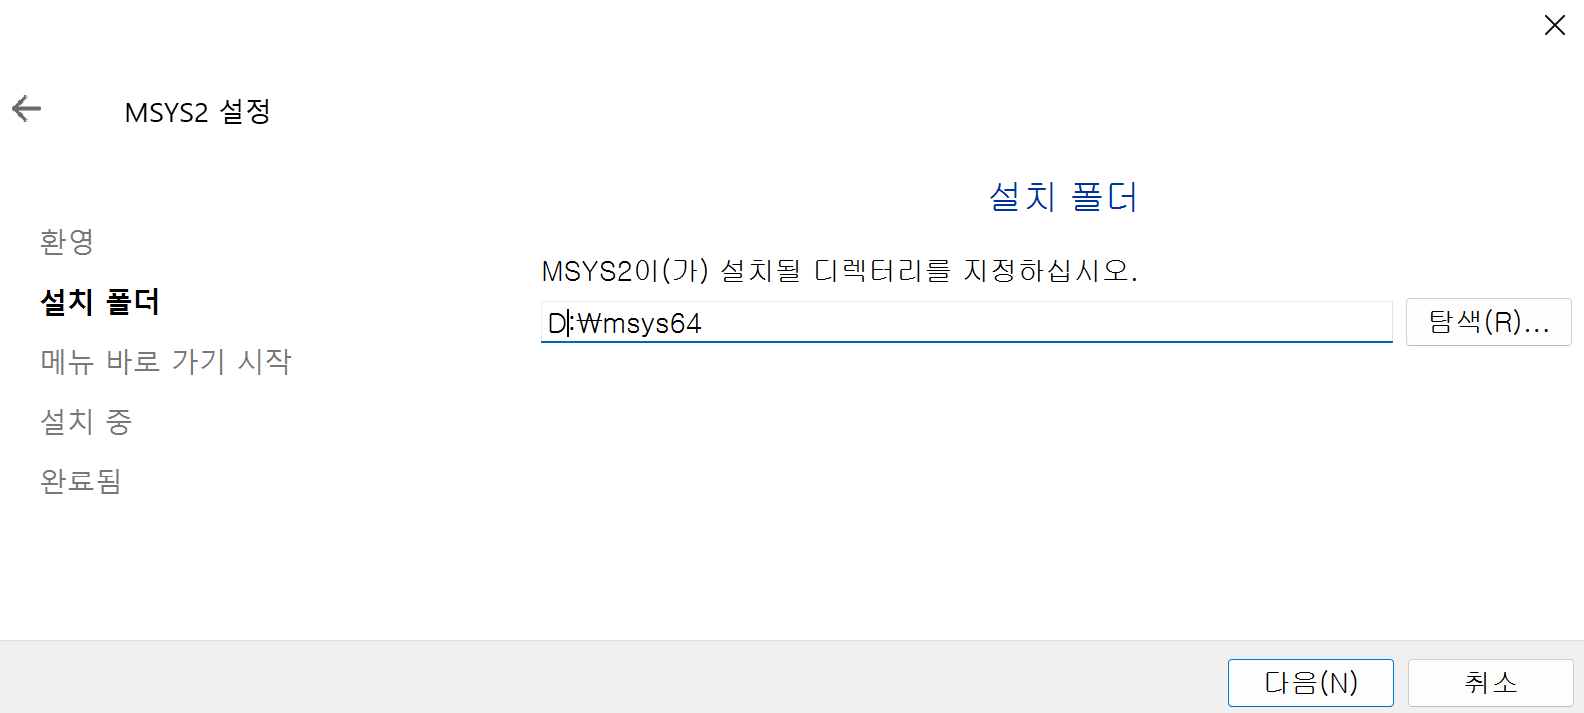 MSYS2 설정
환영
설치 폴더
메뉴 바로 가기 시작
설치 중
완료됨
설치 폴더
MSYS2이(가) 설치될 디렉터리를 지정하십시오.
D:₩msys64
탐색(R)...
다음(N)
취소